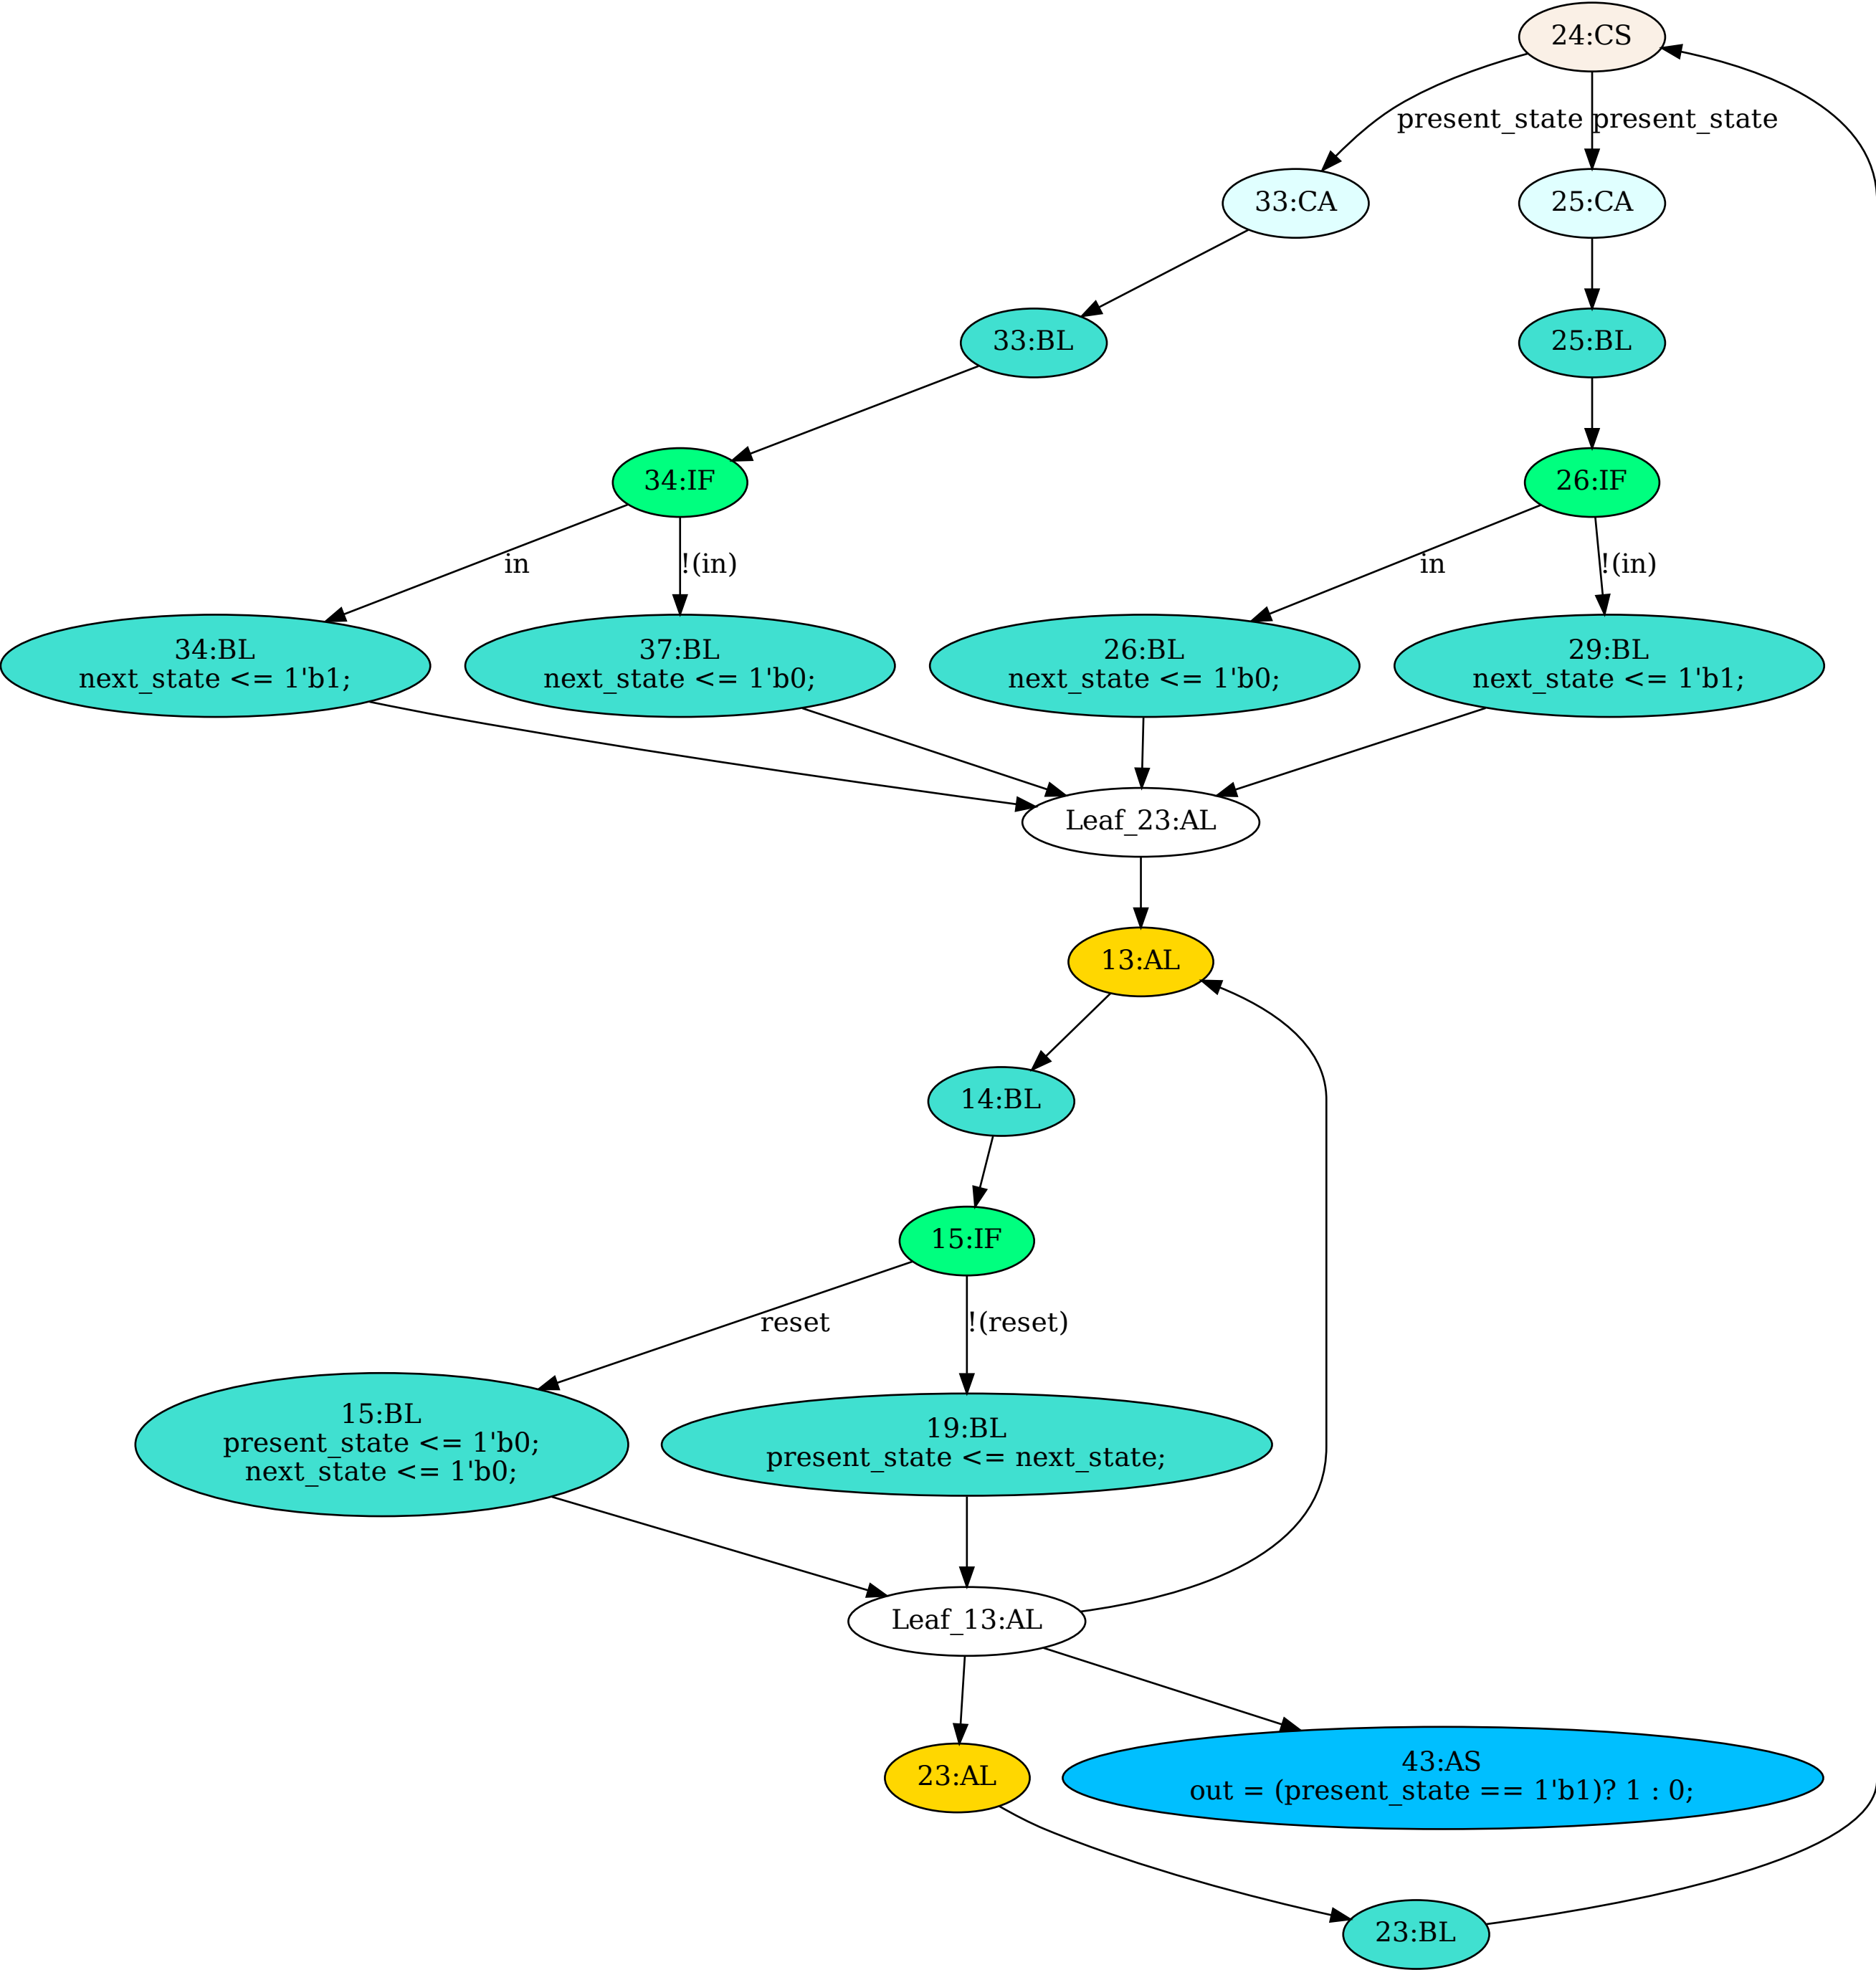 24:CS
present_state
present_state
33:CA
25:CA
33:BL
25:BL
34:IF
26:IF
in
!(in)
in
!(in)
34:BL
next_state <= 1'b1;
37:BL
next_state <= 1'b0;
26:BL
next_state <= 1'b0;
29:BL
next_state <= 1'b1;
Leaf_23:AL
13:AL
14:BL
15:IF
reset
!(reset)
15:BL
present_state <= 1'b0;
next_state <= 1'b0;
19:BL
present_state <= next_state;
Leaf_13:AL
23:AL
43:AS
out = (present_state == 1'b1)? 1 : 0;
23:BL